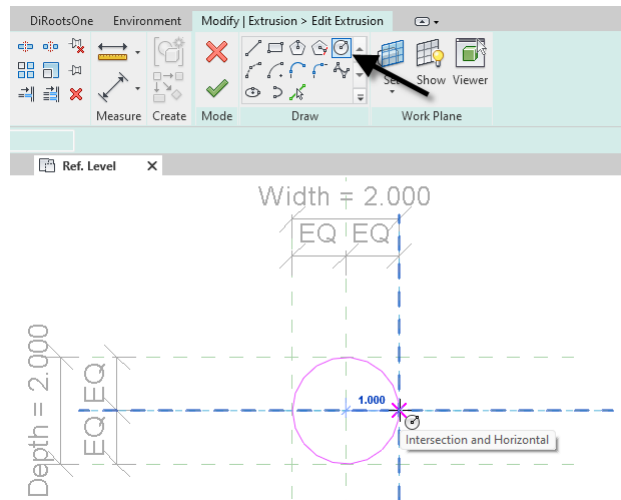 DiRootsOne Environment Modify | Extrusion > Edit Extrusion
Set Show Viewer
Measure Create Mode Draw Work Plane
Ref. Level X
Width = 2.000
EQ EQ
Depth = 2.000
EQ EQ
1.000
Intersection and Horizontal